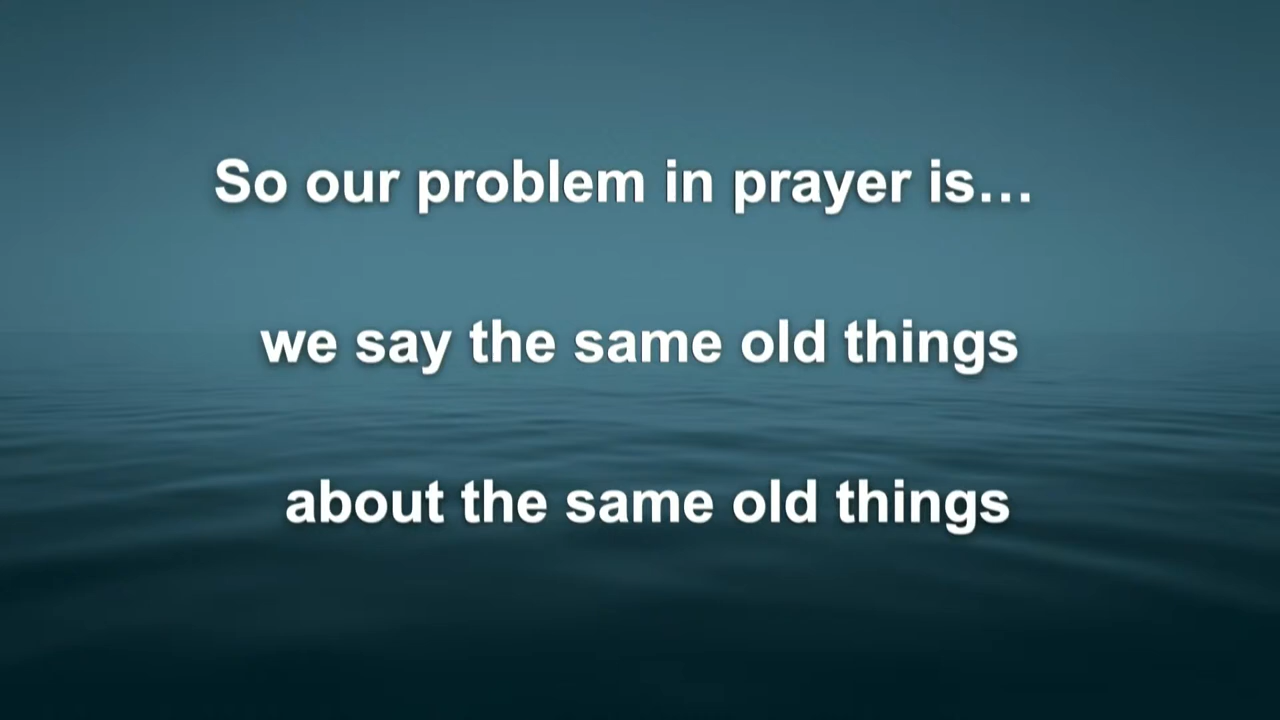 So our problem in prayer is…
we say the same old things
about the same old things